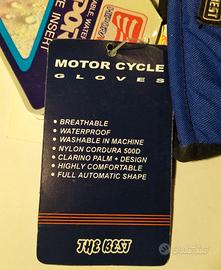 MOTOR CYCLE
GLOVES
• BREATHABLE
• WATERPROOF
• WASHABLE IN MACHINE
• NYLON CORDURA 500D
• CLARINO PALM + DESIGN
• HIGHLY COMFORTABLE
• FULL AUTOMATIC SHAPE
THE BEST